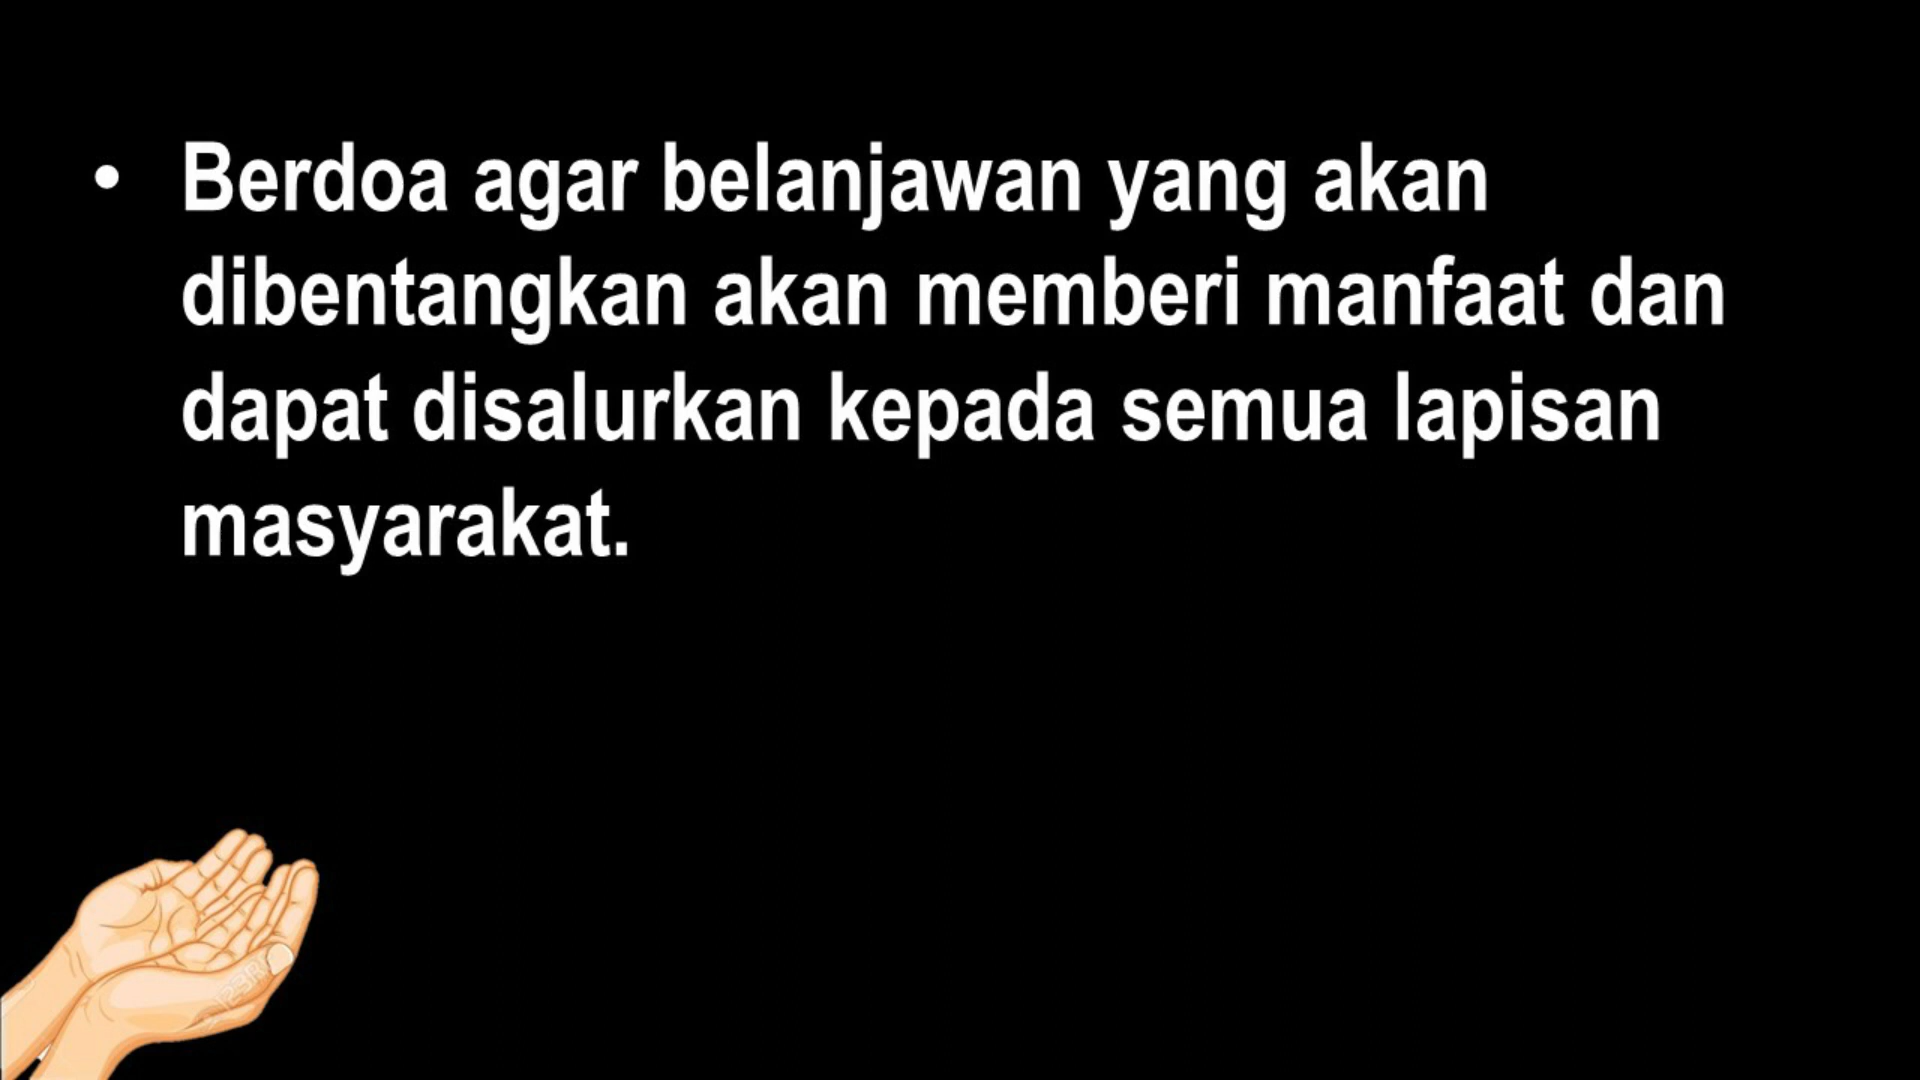 • Berdoa agar belanjawan yang akan
dibentangkan akan memberi manfaat dan
dapat disalurkan kepada semua lapisan
masyarakat.